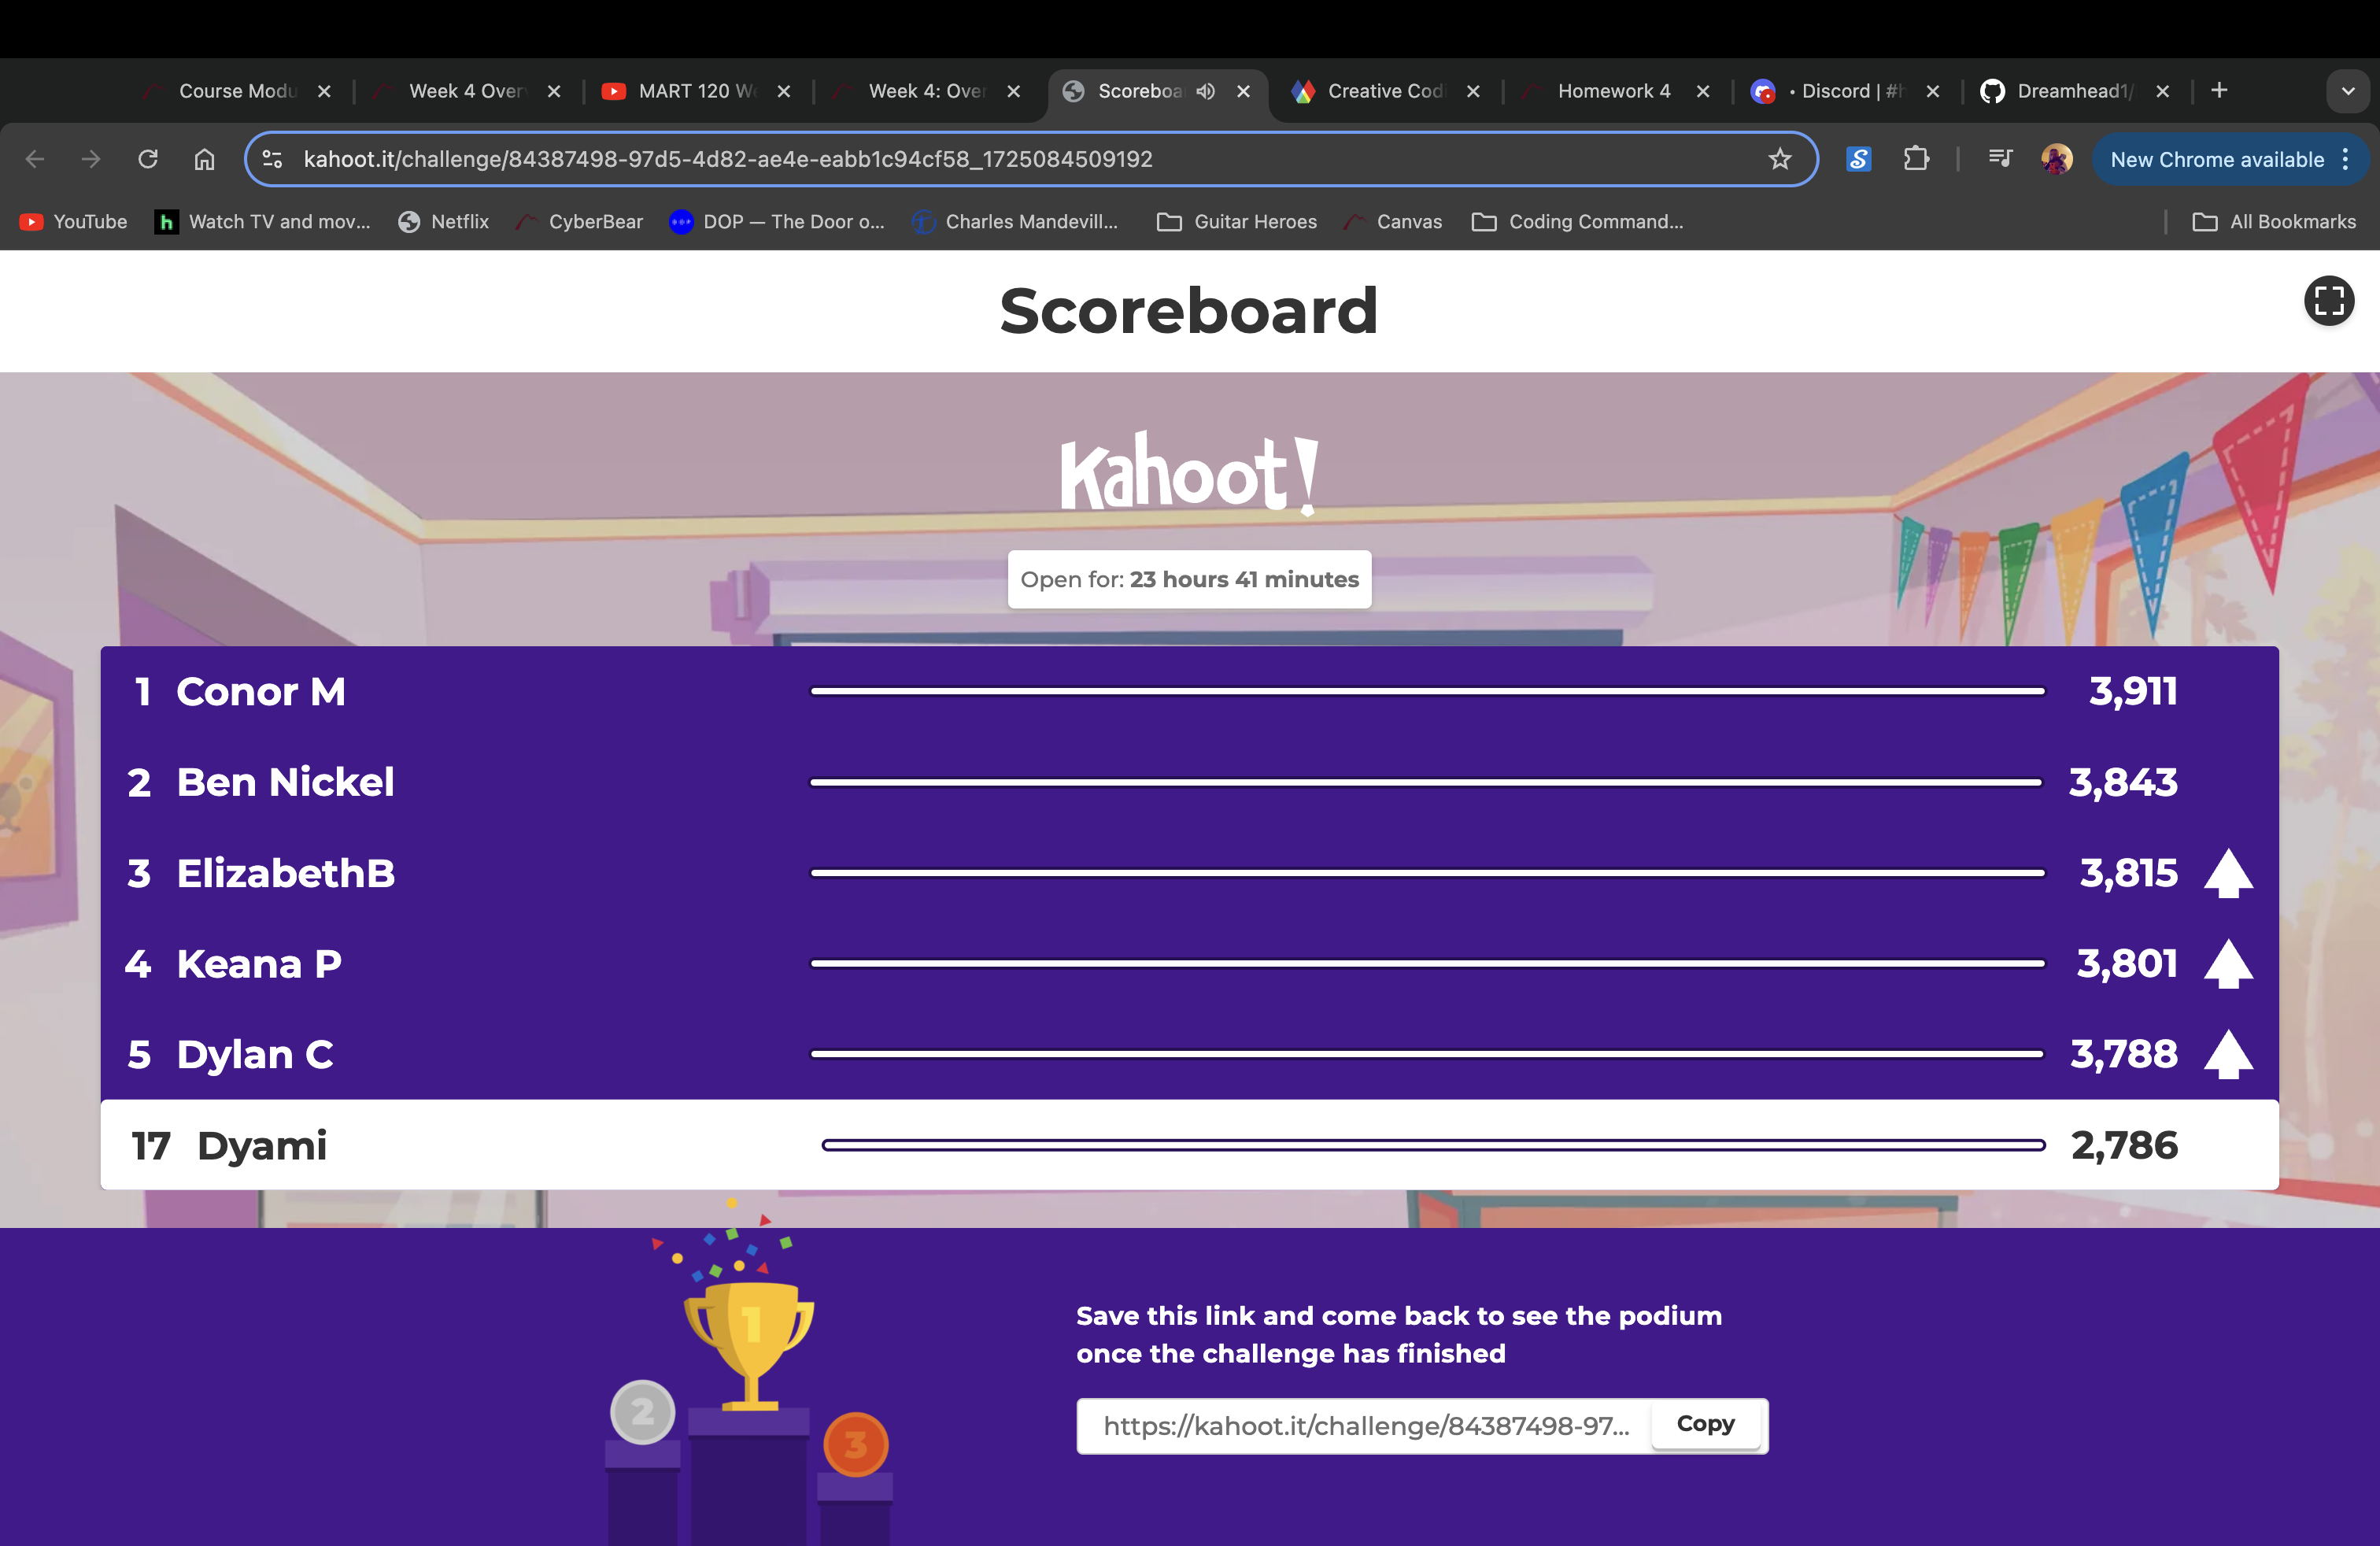 Course Modu
Week 4 Over
MART 120 We
Week 4: Over
Scoreboa
Creative Codi
Homework 4
• Discord | #h
Dreamhead1/
kahoot.it/challenge/84387498-97d5-4d82-ae4e-eabb1c94cf58_1725084509192
New Chrome available
YouTube
Watch TV and mov...
Netflix
CyberBear
DOP — The Door o...
Charles Mandevill...
Guitar Heroes
Canvas
Coding Command...
All Bookmarks
Scoreboard
Kahoot!
Open for: 23 hours 41 minutes
1 Conor M 3,911
2 Ben Nickel 3,843
3 ElizabethB 3,815
4 Keana P 3,801
5 Dylan C 3,788
17 Dyami 2,786
1
2
3
Save this link and come back to see the podium
once the challenge has finished
https://kahoot.it/challenge/84387498-97... Copy